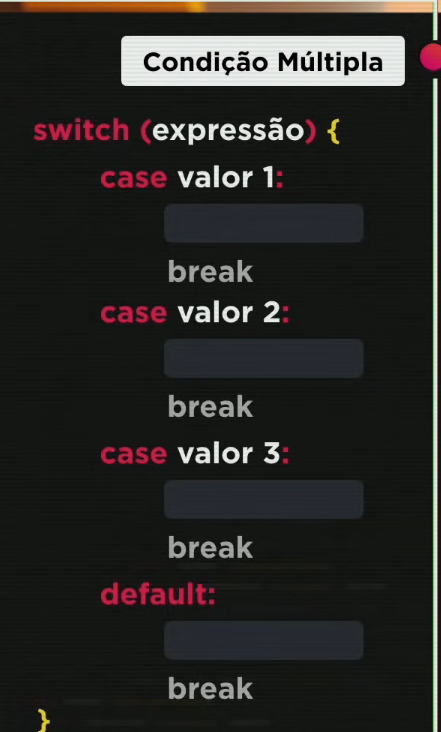 Condição Múltipla
switch (expressão) {
case valor 1:
break
case valor 2:
break
case valor 3:
break
default:
break
}